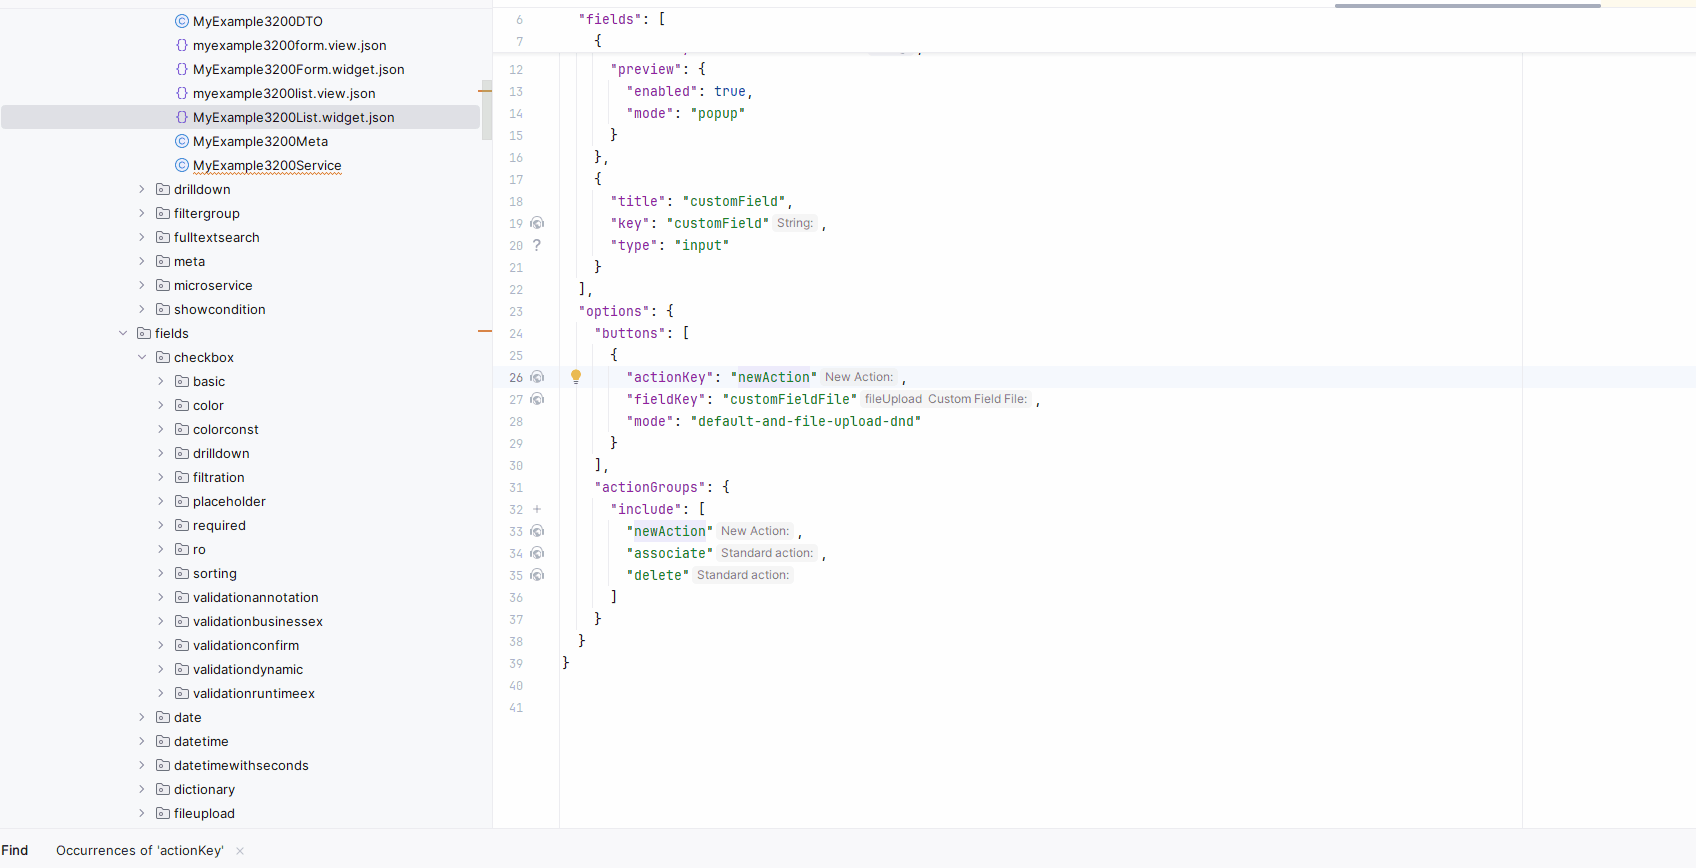 MyExample3200DTO
myexample3200form.view.json
MyExample3200Form.widget.json
myexample3200list.view.json
MyExample3200List.widget.json
MyExample3200Meta
MyExample3200Service
drilldown
filtergroup
fulltextsearch
meta
microservice
showcondition
fields
checkbox
basic
color
colorconst
drilldown
filtration
placeholder
required
ro
sorting
validationannotation
validationbusinessex
validationconfirm
validationdynamic
validationruntimeex
date
datetime
datetimewithseconds
dictionary
fileupload
6 "fields": [
7 {
12 "preview": {
13 "enabled": true,
14 "mode": "popup"
15 }
16 },
17 {
18 "title": "customField",
19 "key": "customField" String: ,
20 ? "type": "input"
21 }
22 ],
23 "options": {
24 "buttons": [
25 {
26 "actionKey": "newAction" New Action: ,
27 "fieldKey": "customFieldFile" fileUpload Custom Field File: ,
28 "mode": "default-and-file-upload-dnd"
29 }
30 ],
31 "actionGroups": {
32 + "include": [
33 "newAction" New Action: ,
34 "associate" Standard action: ,
35 "delete" Standard action:
36 ]
37 }
38 }
39 }
40
41
Find Occurrences of 'actionKey' ×